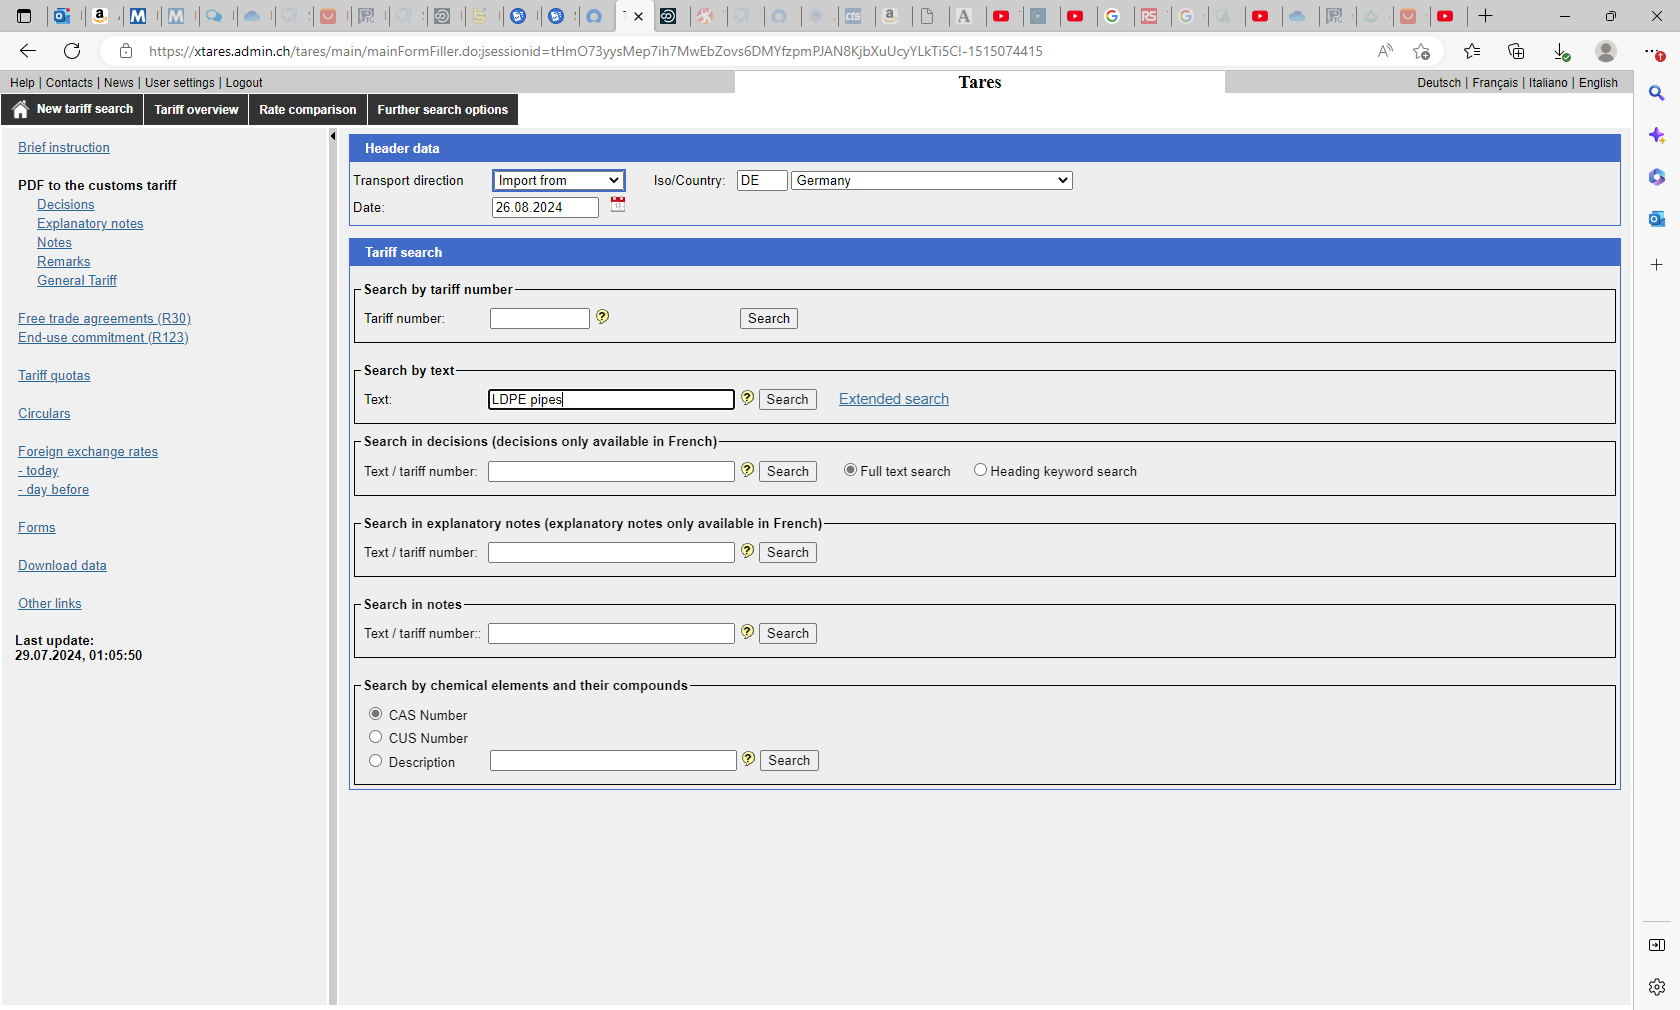 https://xtares.admin.ch/tares/main/mainFormFiller.do;jsessionid=tHmO73yysMep7ih7MwEbZovs6DMYfzpmPJAN8KjbXuUcyYLkTi5C!-1515074415
Help | Contacts | News | User settings | Logout
Tares
Deutsch | Français | Italiano | English
New tariff search
Tariff overview
Rate comparison
Further search options
Brief instruction
PDF to the customs tariff
Decisions
Explanatory notes
Notes
Remarks
General Tariff
Free trade agreements (R30)
End-use commitment (R123)
Tariff quotas
Circulars
Foreign exchange rates
- today
- day before
Forms
Download data
Other links
Last update:
29.07.2024, 01:05:50
Header data
Transport direction Import from Iso/Country: DE Germany
Date: 26.08.2024
Tariff search
Search by tariff number
Tariff number: Search
Search by text
Text: LDPE pipes Search Extended search
Search in decisions (decisions only available in French)
Text / tariff number: Search Full text search Heading keyword search
Search in explanatory notes (explanatory notes only available in French)
Text / tariff number: Search
Search in notes
Text / tariff number:: Search
Search by chemical elements and their compounds
CAS Number
CUS Number
Description Search